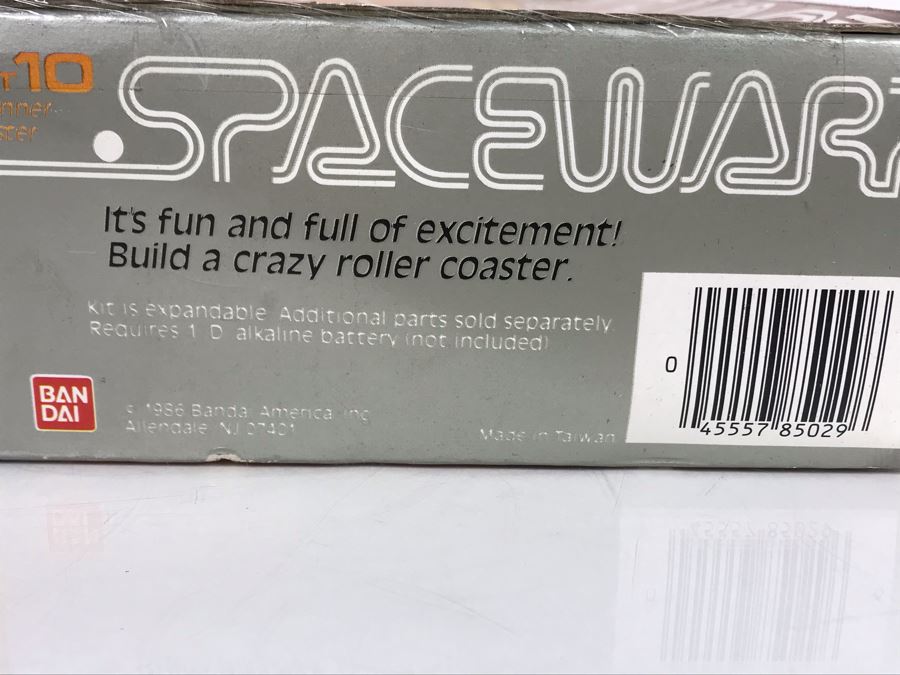 10
SPACEWARP
It's fun and full of excitement!
Build a crazy roller coaster.
Kit is expandable. Additional parts sold separately.
Requires 1 D alkaline battery (not included)
BAN
DAI
© 1986 Bandai America Inc
Allendale NJ 07401
Made in Taiwan
0 45557 85029